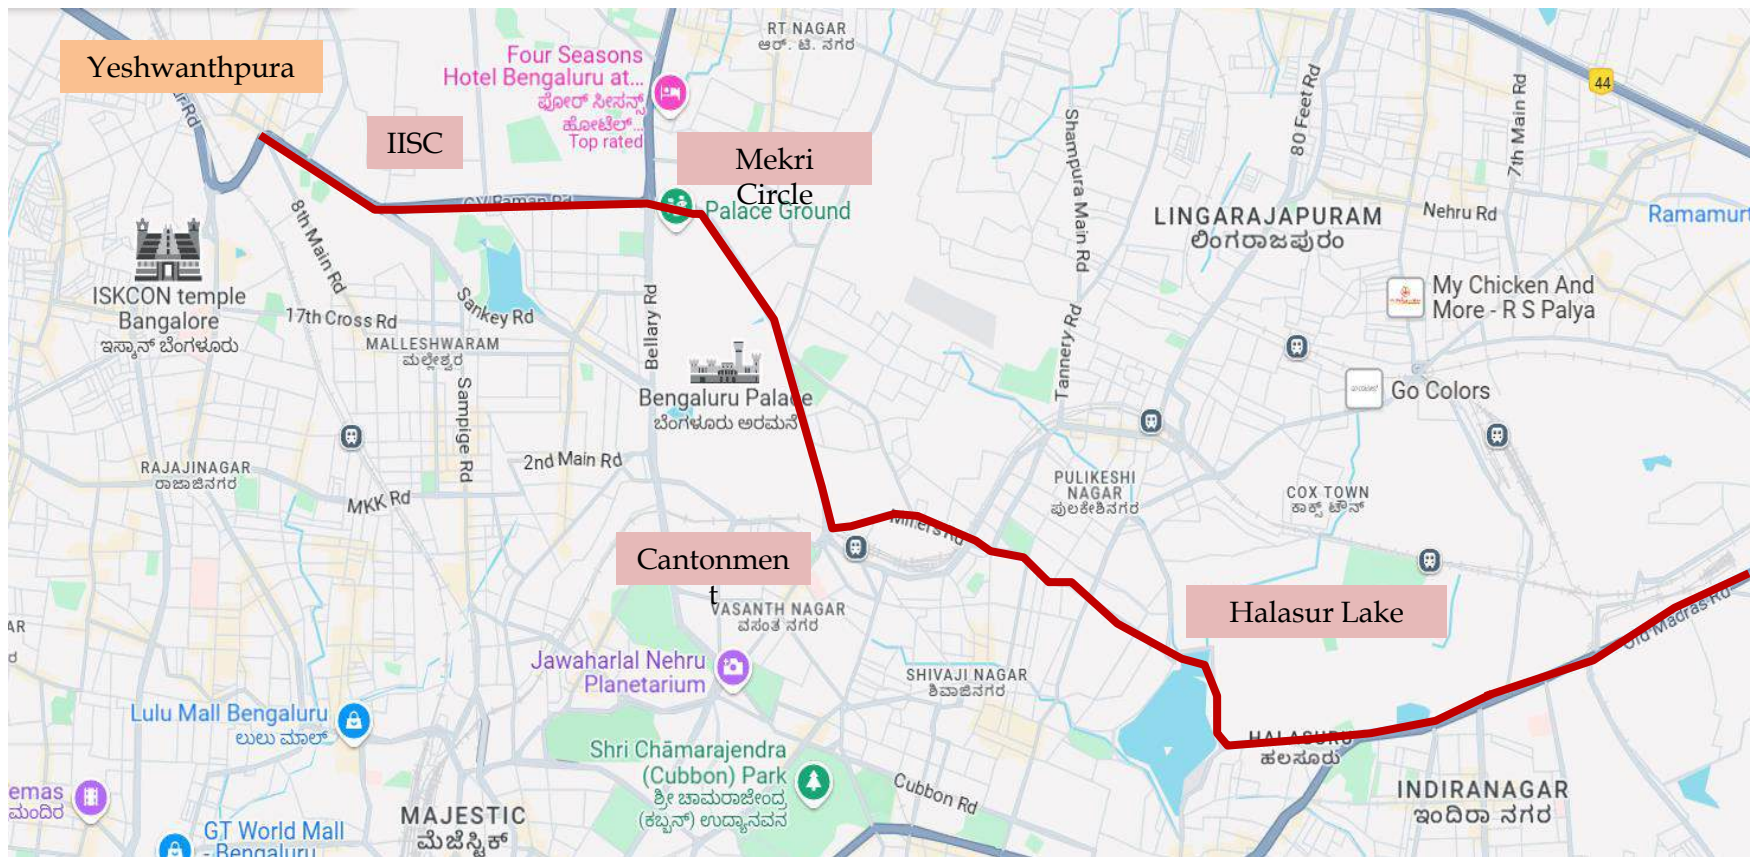 Yeshwanthpura
IISC
Mekri
Circle
Cantonmen
t
Halasur Lake
RT NAGAR
ಆರ್. ಟಿ. ನಗರ
Four Seasons
Hotel Bengaluru at...
ಫೋರ್ ಸೀಸನ್ಸ್
ಹೋಟೆಲ್...
Top rated
Palace Ground
CV Raman Rd
8th Main Rd
ISKCON temple
Bangalore
ಇಸ್ಕಾನ್ ಬೆಂಗಳೂರು
17th Cross Rd
MALLESHWARAM
ಮಲ್ಲೇಶ್ವರ
Sankey Rd
Sampige Rd
Bellary Rd
Bengaluru Palace
ಬೆಂಗಳೂರು ಅರಮನೆ
2nd Main Rd
RAJAJINAGAR
ರಾಜಾಜಿನಗರ
MKK Rd
Shampura Main Rd
Tannery Rd
80 Feet Rd
7th Main Rd
44
LINGARAJAPURAM
ಲಿಂಗರಾಜಪುರಂ
Nehru Rd
Ramamurt
My Chicken And
More - R S Palya
Go Colors
PULIKESHI
NAGAR
ಪುಲಕೇಶಿನಗರ
COX TOWN
ಕಾಕ್ಸ್ ಟೌನ್
Millers Rd
VASANTH NAGAR
ವಸಂತ ನಗರ
Jawaharlal Nehru
Planetarium
SHIVAJI NAGAR
ಶಿವಾಜಿನಗರ
Old Madras Rd
Lulu Mall Bengaluru
ಲುಲು ಮಾಲ್
Shri Chāmarajendra
(Cubbon) Park
ಶ್ರೀ ಚಾಮರಾಜೇಂದ್ರ
(ಕಬ್ಬನ್) ಉದ್ಯಾನವನ
Cubbon Rd
HALASURU
ಹಲಸೂರು
INDIRANAGAR
ಇಂದಿರಾ ನಗರ
MAJESTIC
ಮೆಜೆಸ್ಟಿಕ್
emas
ಮಂದಿರ
GT World Mall
- Bengaluru
AR